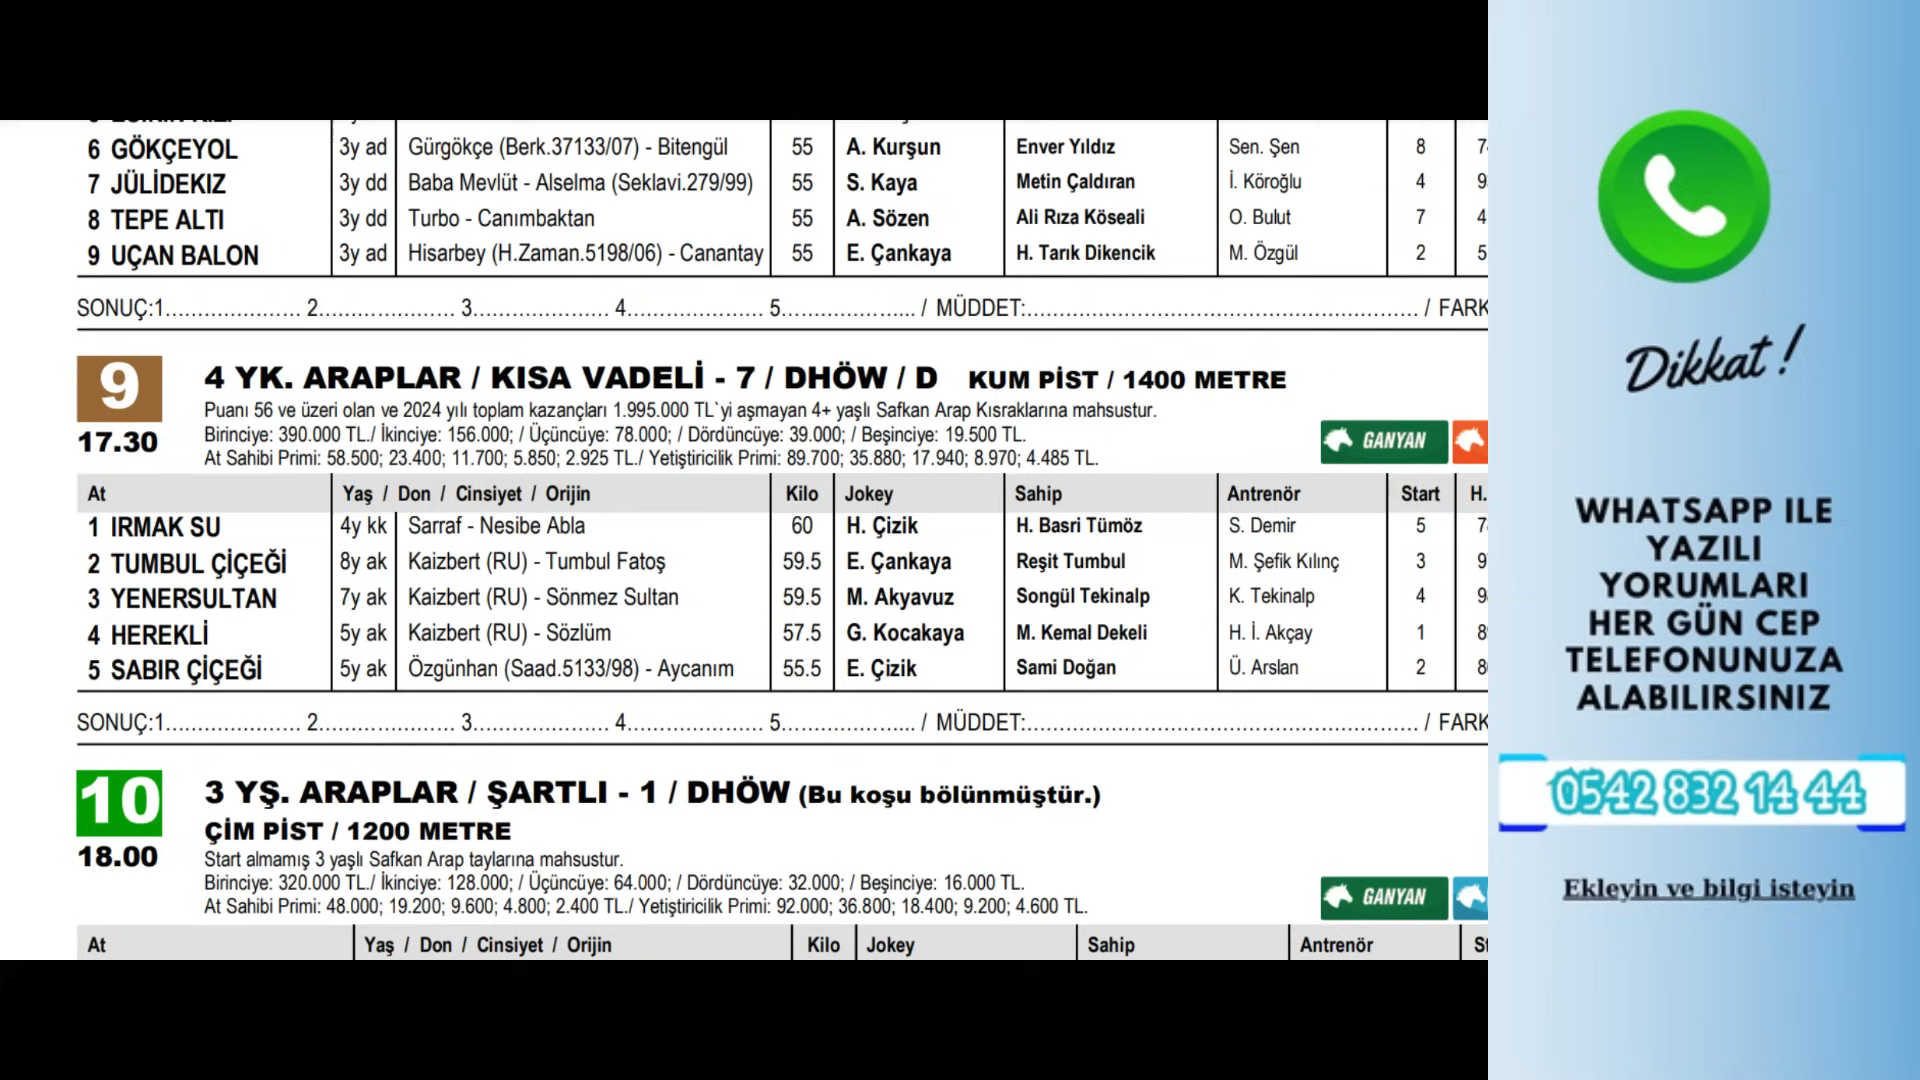 6 GÖKÇEYOL 3y ad Gürgökçe (Berk.37133/07) - Bitengül 55 A. Kurşun Enver Yıldız Sen. Şen 8
7 JÜLİDEKIZ 3y dd Baba Mevlüt - Alselma (Seklavi.279/99) 55 S. Kaya Metin Çaldıran İ. Köroğlu 4
8 TEPE ALTI 3y dd Turbo - Canımbaktan 55 A. Sözen Ali Rıza Köseali O. Bulut 7
9 UÇAN BALON 3y ad Hisarbey (H.Zaman.5198/06) - Canantay 55 E. Çankaya H. Tarık Dikencik M. Özgül 2
SONUÇ:1..................... 2..................... 3..................... 4..................... 5..................... / MÜDDET:............................................................. / FARK
9 4 YK. ARAPLAR / KISA VADELİ - 7 / DHÖW / D KUM PİST / 1400 METRE
17.30
Puanı 56 ve üzeri olan ve 2024 yılı toplam kazançları 1.995.000 TL`yi aşmayan 4+ yaşlı Safkan Arap Kısraklarına mahsustur.
Birinciye: 390.000 TL./ İkinciye: 156.000; / Üçüncüye: 78.000; / Dördüncüye: 39.000; / Beşinciye: 19.500 TL.
At Sahibi Primi: 58.500; 23.400; 11.700; 5.850; 2.925 TL./ Yetiştiricilik Primi: 89.700; 35.880; 17.940; 8.970; 4.485 TL.
GANYAN
At Yaş / Don / Cinsiyet / Orijin Kilo Jokey Sahip Antrenör Start H.
1 IRMAK SU 4y kk Sarraf - Nesibe Abla 60 H. Çizik H. Basri Tümöz S. Demir 5
2 TUMBUL ÇİÇEĞİ 8y ak Kaizbert (RU) - Tumbul Fatoş 59.5 E. Çankaya Reşit Tumbul M. Şefik Kılınç 3
3 YENERSULTAN 7y ak Kaizbert (RU) - Sönmez Sultan 59.5 M. Akyavuz Songül Tekinalp K. Tekinalp 4
4 HEREKLİ 5y ak Kaizbert (RU) - Sözlüm 57.5 G. Kocakaya M. Kemal Dekeli H. İ. Akçay 1
5 SABIR ÇİÇEĞİ 5y ak Özgünhan (Saad.5133/98) - Aycanım 55.5 E. Çizik Sami Doğan Ü. Arslan 2
SONUÇ:1..................... 2..................... 3..................... 4..................... 5..................... / MÜDDET:............................................................. / FARK
10 3 YŞ. ARAPLAR / ŞARTLI - 1 / DHÖW (Bu koşu bölünmüştür.)
ÇİM PİST / 1200 METRE
18.00
Start almamış 3 yaşlı Safkan Arap taylarına mahsustur.
Birinciye: 320.000 TL./ İkinciye: 128.000; / Üçüncüye: 64.000; / Dördüncüye: 32.000; / Beşinciye: 16.000 TL.
At Sahibi Primi: 48.000; 19.200; 9.600; 4.800; 2.400 TL./ Yetiştiricilik Primi: 92.000; 36.800; 18.400; 9.200; 4.600 TL.
GANYAN
At Yaş / Don / Cinsiyet / Orijin Kilo Jokey Sahip Antrenör
Dikkat !
WHATSAPP ILE
YAZILI
YORUMLARI
HER GÜN CEP
TELEFONUNUZA
ALABILIRSINIZ
0542 832 14 44
Ekleyin ve bilgi isteyin